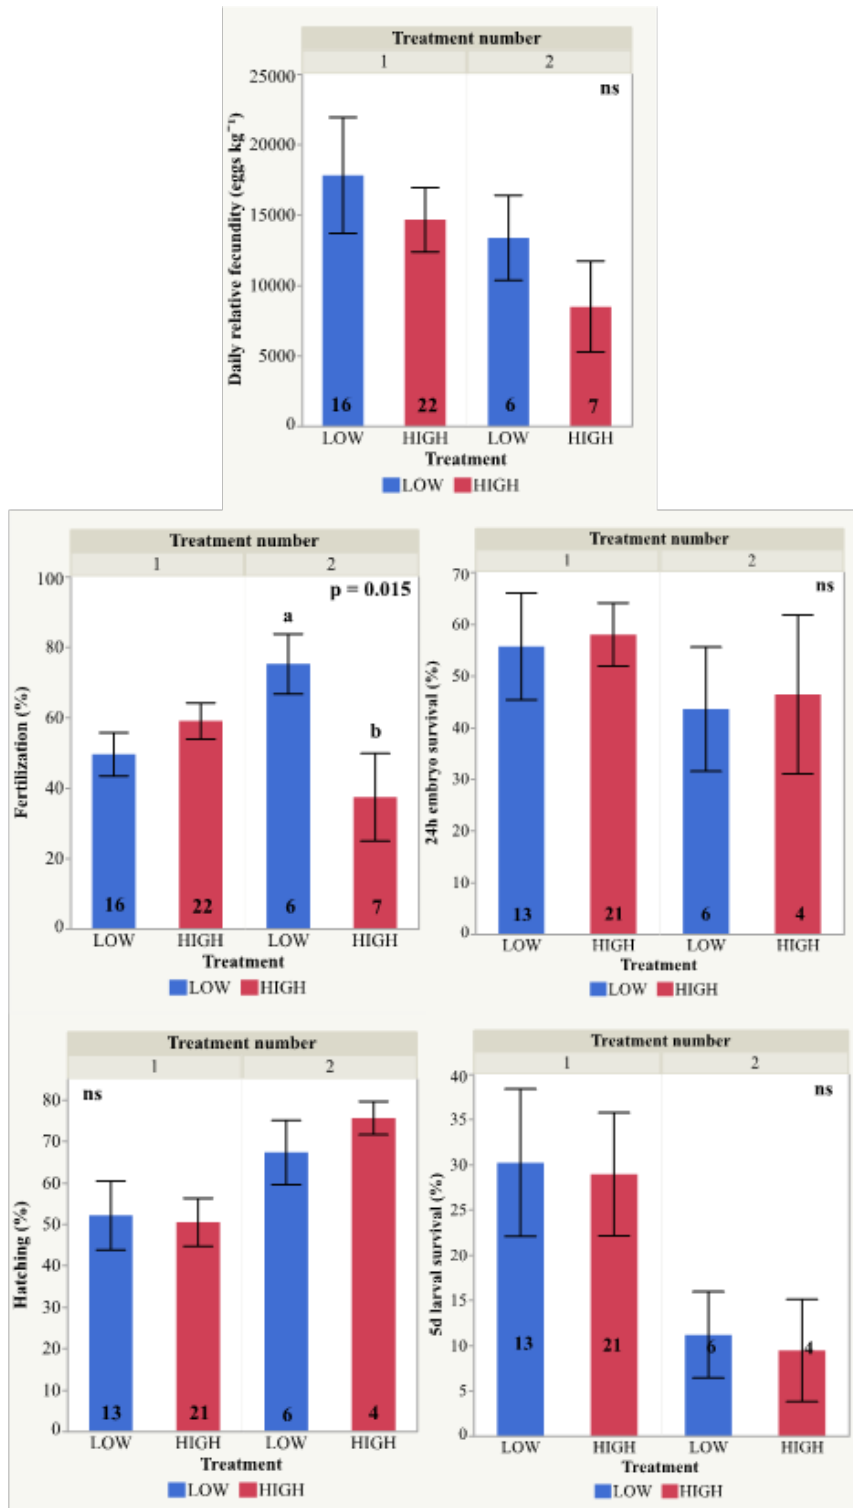 Treatment number
1 2
ns
Daily relative fecundity (eggs kg⁻¹)
25000
20000
15000
10000
5000
0
16 22 6 7
LOW HIGH LOW HIGH
Treatment
LOW HIGH
Treatment number
1 2
p = 0.015
a
b
Fertilization (%)
100
80
60
40
20
0
16 22 6 7
LOW HIGH LOW HIGH
Treatment
LOW HIGH
Treatment number
1 2
ns
24h embryo survival (%)
70
60
50
40
30
20
10
0
13 21 6 4
LOW HIGH LOW HIGH
Treatment
LOW HIGH
Treatment number
1 2
ns
Hatching (%)
80
70
60
50
40
30
20
10
0
13 21 6 4
LOW HIGH LOW HIGH
Treatment
LOW HIGH
Treatment number
1 2
ns
5d larval survival (%)
40
35
30
25
20
15
10
5
0
13 21 6 4
LOW HIGH LOW HIGH
Treatment
LOW HIGH